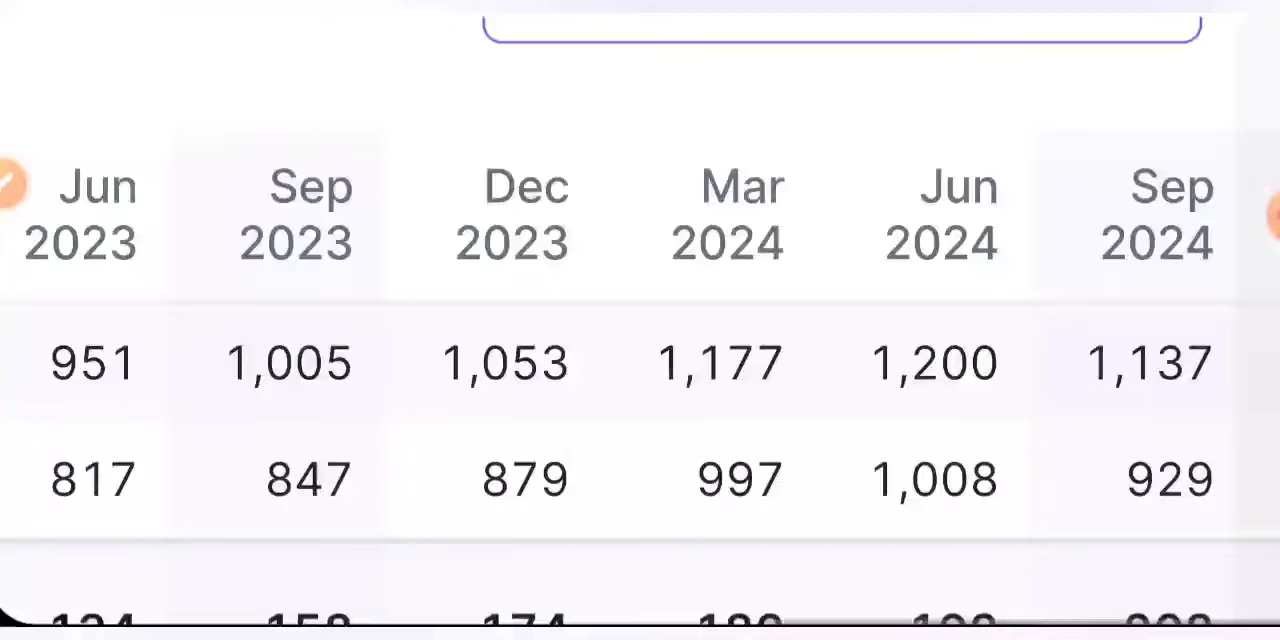 Jun Sep Dec Mar Jun Sep
2023 2023 2023 2024 2024 2024
951 1,005 1,053 1,177 1,200 1,137
817 847 879 997 1,008 929